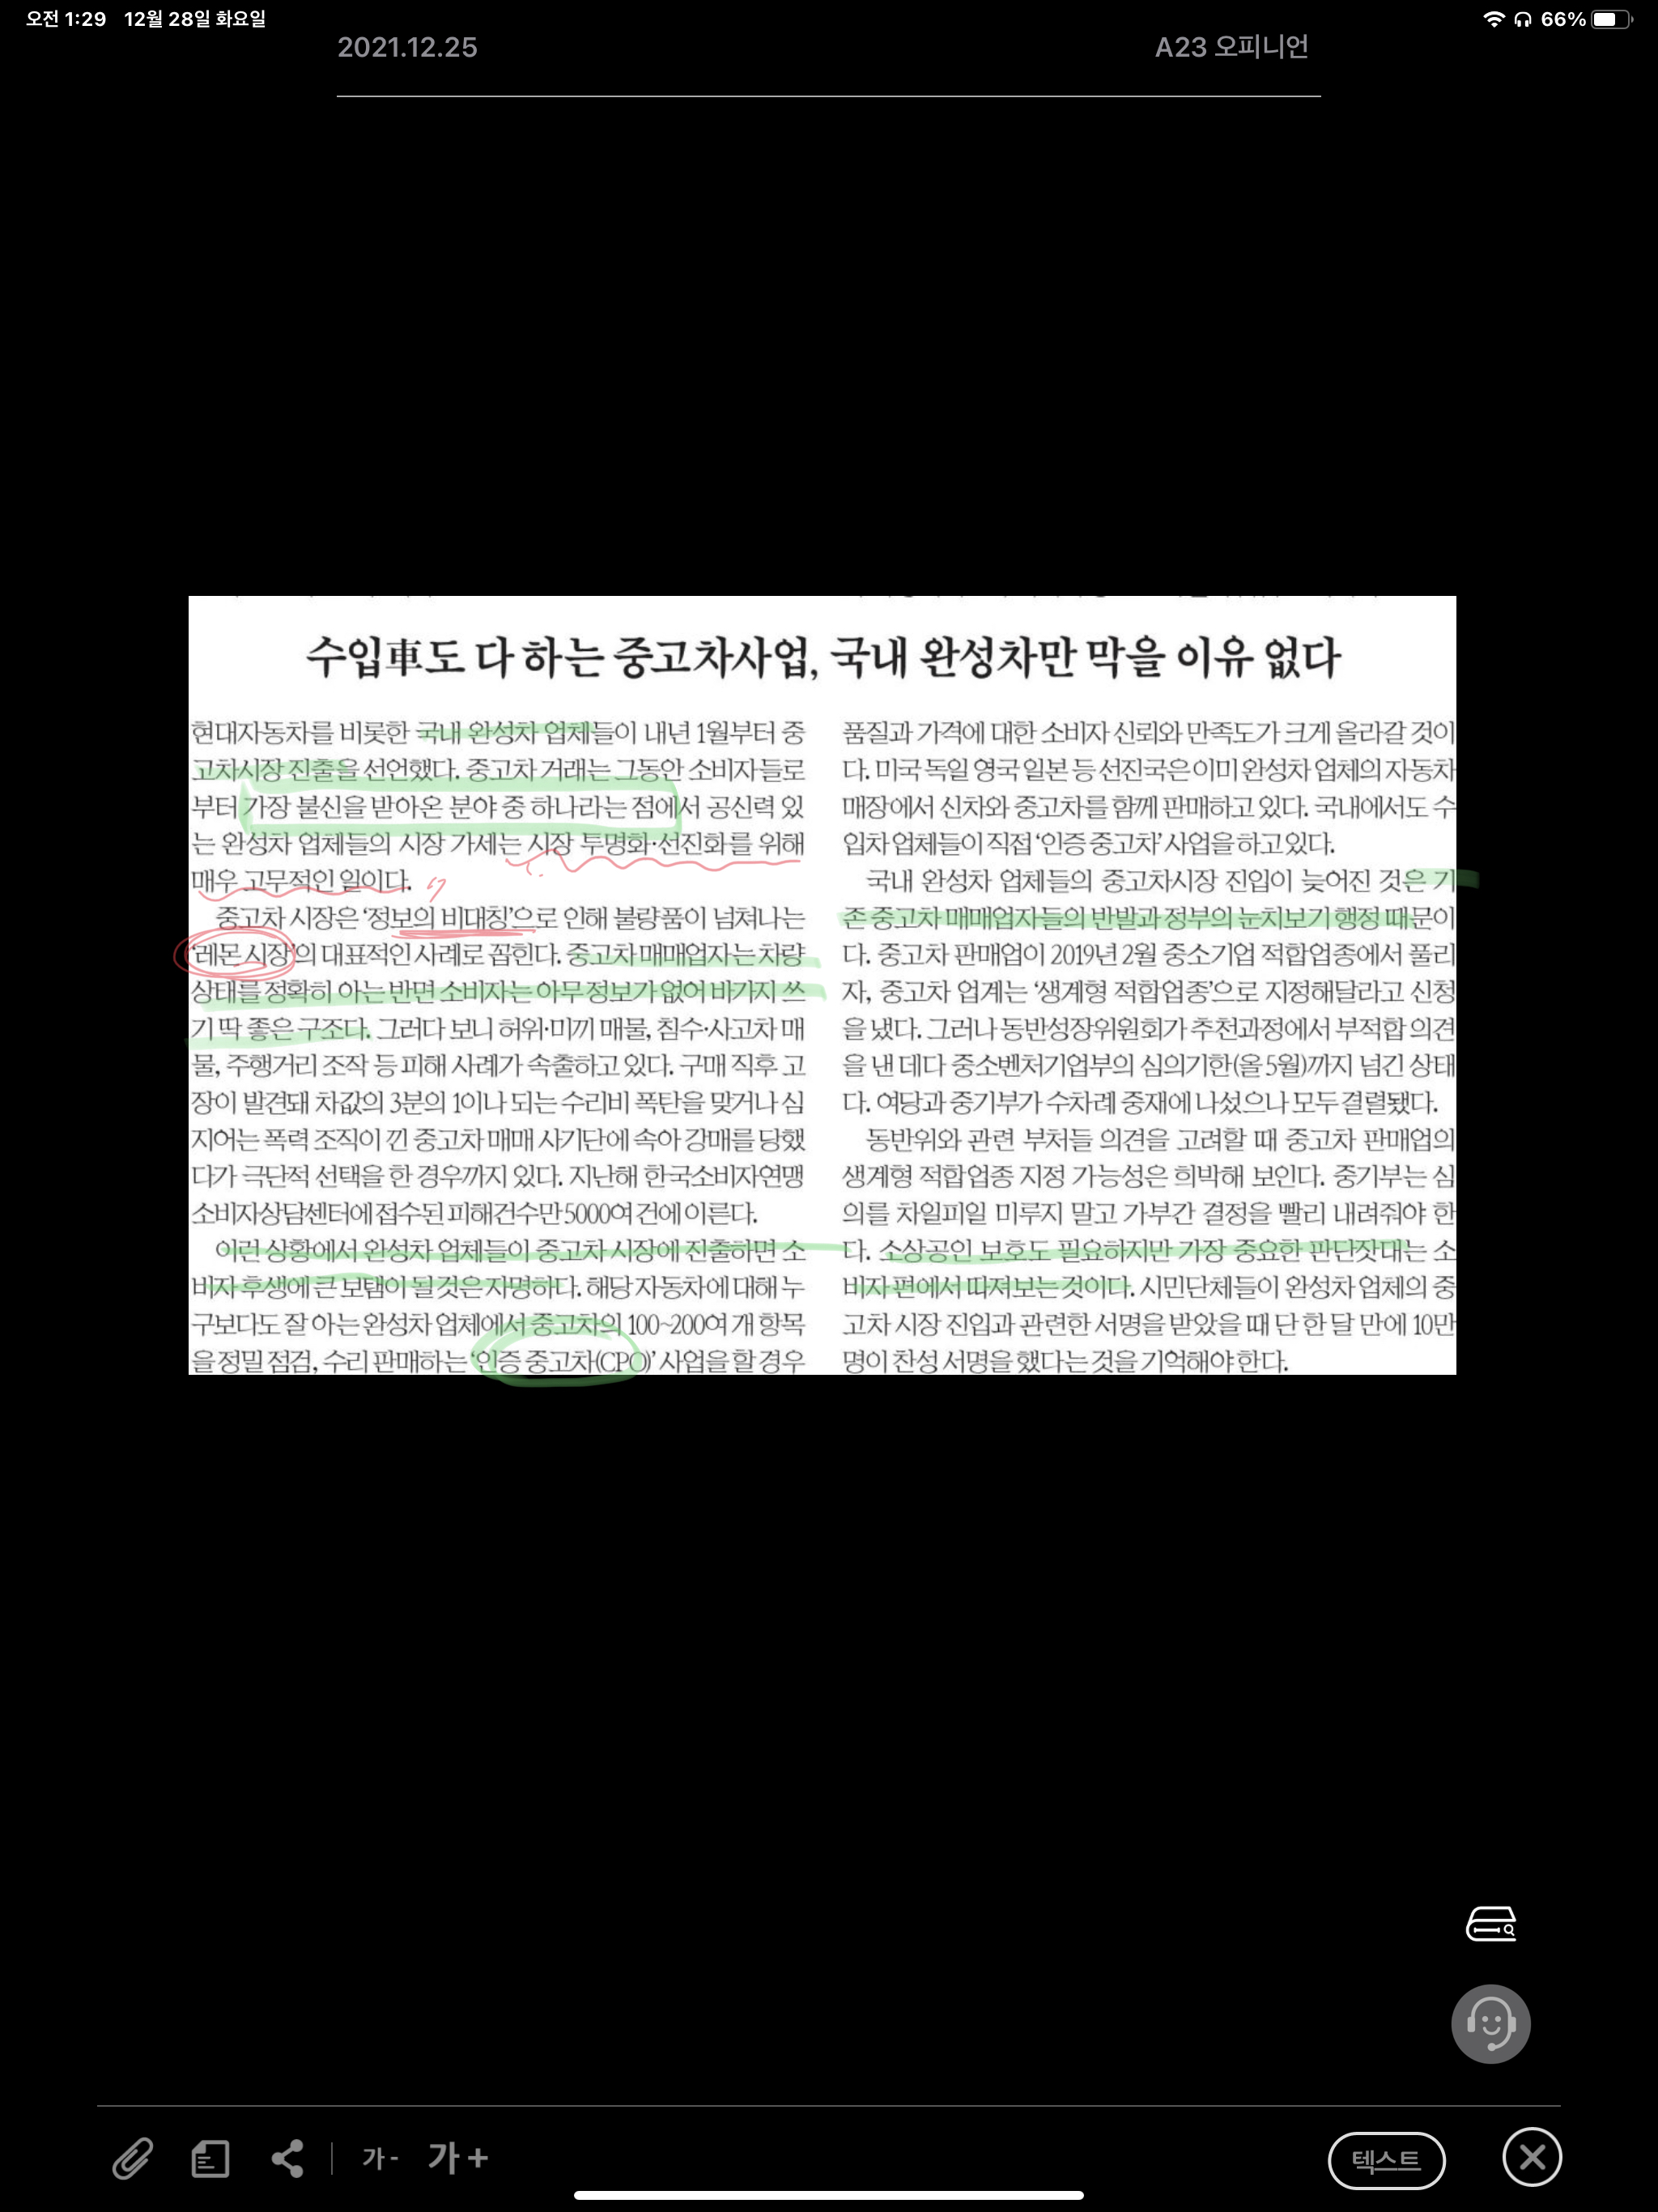 오전 1:29 12월 28일 화요일
66%
2021.12.25
A23 오피니언
수입車도 다 하는 중고차사업, 국내 완성차만 막을 이유 없다
현대자동차를 비롯한 국내 완성차 업체들이 내년 1월부터 중
고차시장 진출을 선언했다. 중고차 거래는 그동안 소비자들로
부터 가장 불신을 받아온 분야 중 하나라는 점에서 공신력 있
는 완성차 업체들의 시장 가세는 시장 투명화·선진화를 위해
매우 고무적인 일이다.
중고차 시장은 ‘정보의 비대칭’으로 인해 불량품이 넘쳐나는
‘레몬 시장’의 대표적인 사례로 꼽힌다. 중고차 매매업자는 차량
상태를 정확히 아는 반면 소비자는 아무 정보가 없어 바가지 쓰
기 딱 좋은 구조다. 그러다 보니 허위·미끼 매물, 침수·사고차 매
물, 주행거리 조작 등 피해 사례가 속출하고 있다. 구매 직후 고
장이 발견돼 차값의 3분의 1이나 되는 수리비 폭탄을 맞거나 심
지어는 폭력 조직이 낀 중고차 매매 사기단에 속아 강매를 당했
다가 극단적 선택을 한 경우까지 있다. 지난해 한국소비자연맹
소비자상담센터에 접수된 피해건수만 5000여 건에 이른다.
이런 상황에서 완성차 업체들이 중고차 시장에 진출하면 소
비자 후생에 큰 보탬이 될 것은 자명하다. 해당 자동차에 대해 누
구보다도 잘 아는 완성차 업체에서 중고차의 100~200여 개 항목
을 정밀 점검, 수리 판매하는 ‘인증 중고차(CPO)’ 사업을 할 경우
품질과 가격에 대한 소비자 신뢰와 만족도가 크게 올라갈 것이
다. 미국 독일 영국 일본 등 선진국은 이미 완성차 업체의 자동차
매장에서 신차와 중고차를 함께 판매하고 있다. 국내에서도 수
입차 업체들이 직접 ‘인증 중고차’ 사업을 하고 있다.
국내 완성차 업체들의 중고차시장 진입이 늦어진 것은 기
존 중고차 매매업자들의 반발과 정부의 눈치보기 행정 때문이
다. 중고차 판매업이 2019년 2월 중소기업 적합업종에서 풀리
자, 중고차 업계는 ‘생계형 적합업종’으로 지정해달라고 신청
을 냈다. 그러나 동반성장위원회가 추천과정에서 부적합 의견
을 낸 데다 중소벤처기업부의 심의기한(올 5월)까지 넘긴 상태
다. 여당과 중기부가 수차례 중재에 나섰으나 모두 결렬됐다.
동반위와 관련 부처들 의견을 고려할 때 중고차 판매업의
생계형 적합업종 지정 가능성은 희박해 보인다. 중기부는 심
의를 차일피일 미루지 말고 가부간 결정을 빨리 내려줘야 한
다. 소상공인 보호도 필요하지만 가장 중요한 판단잣대는 소
비자 편에서 따져보는 것이다. 시민단체들이 완성차 업체의 중
고차 시장 진입과 관련한 서명을 받았을 때 단 한 달 만에 10만
명이 찬성 서명을 했다는 것을 기억해야 한다.
가- 가+ 텍스트